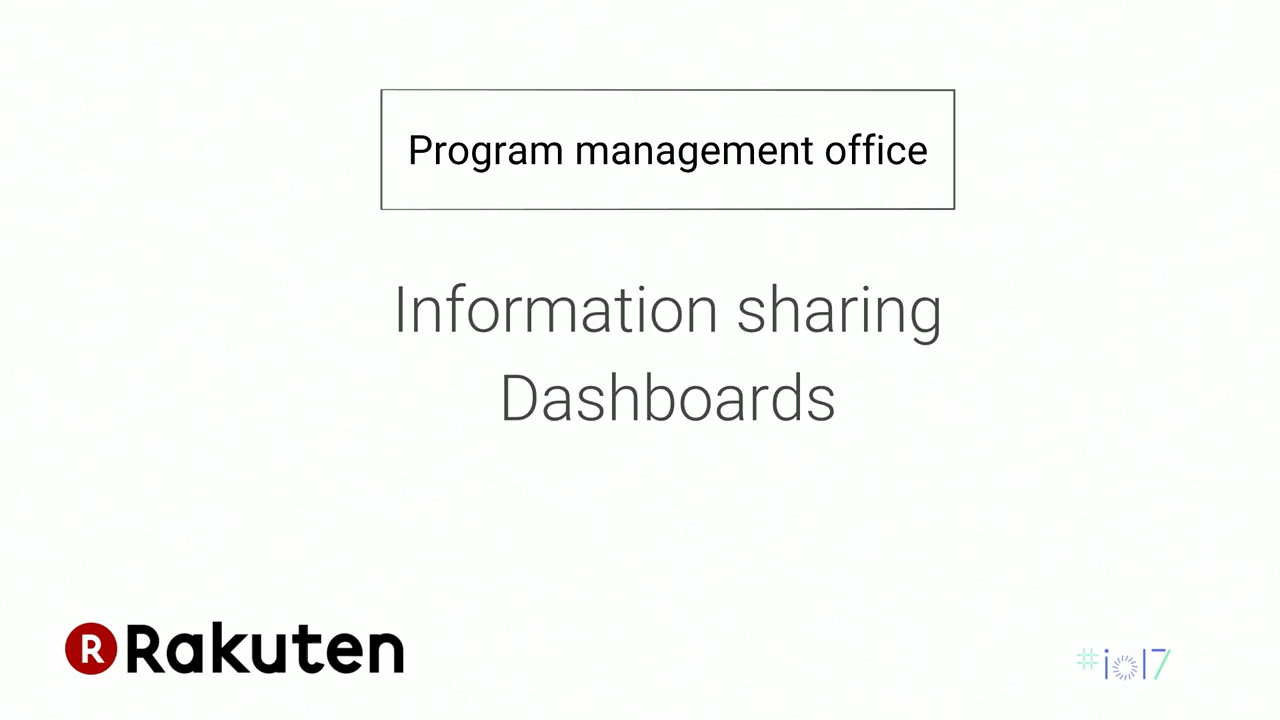 Program management office
Information sharing
Dashboards
R Rakuten
#io17